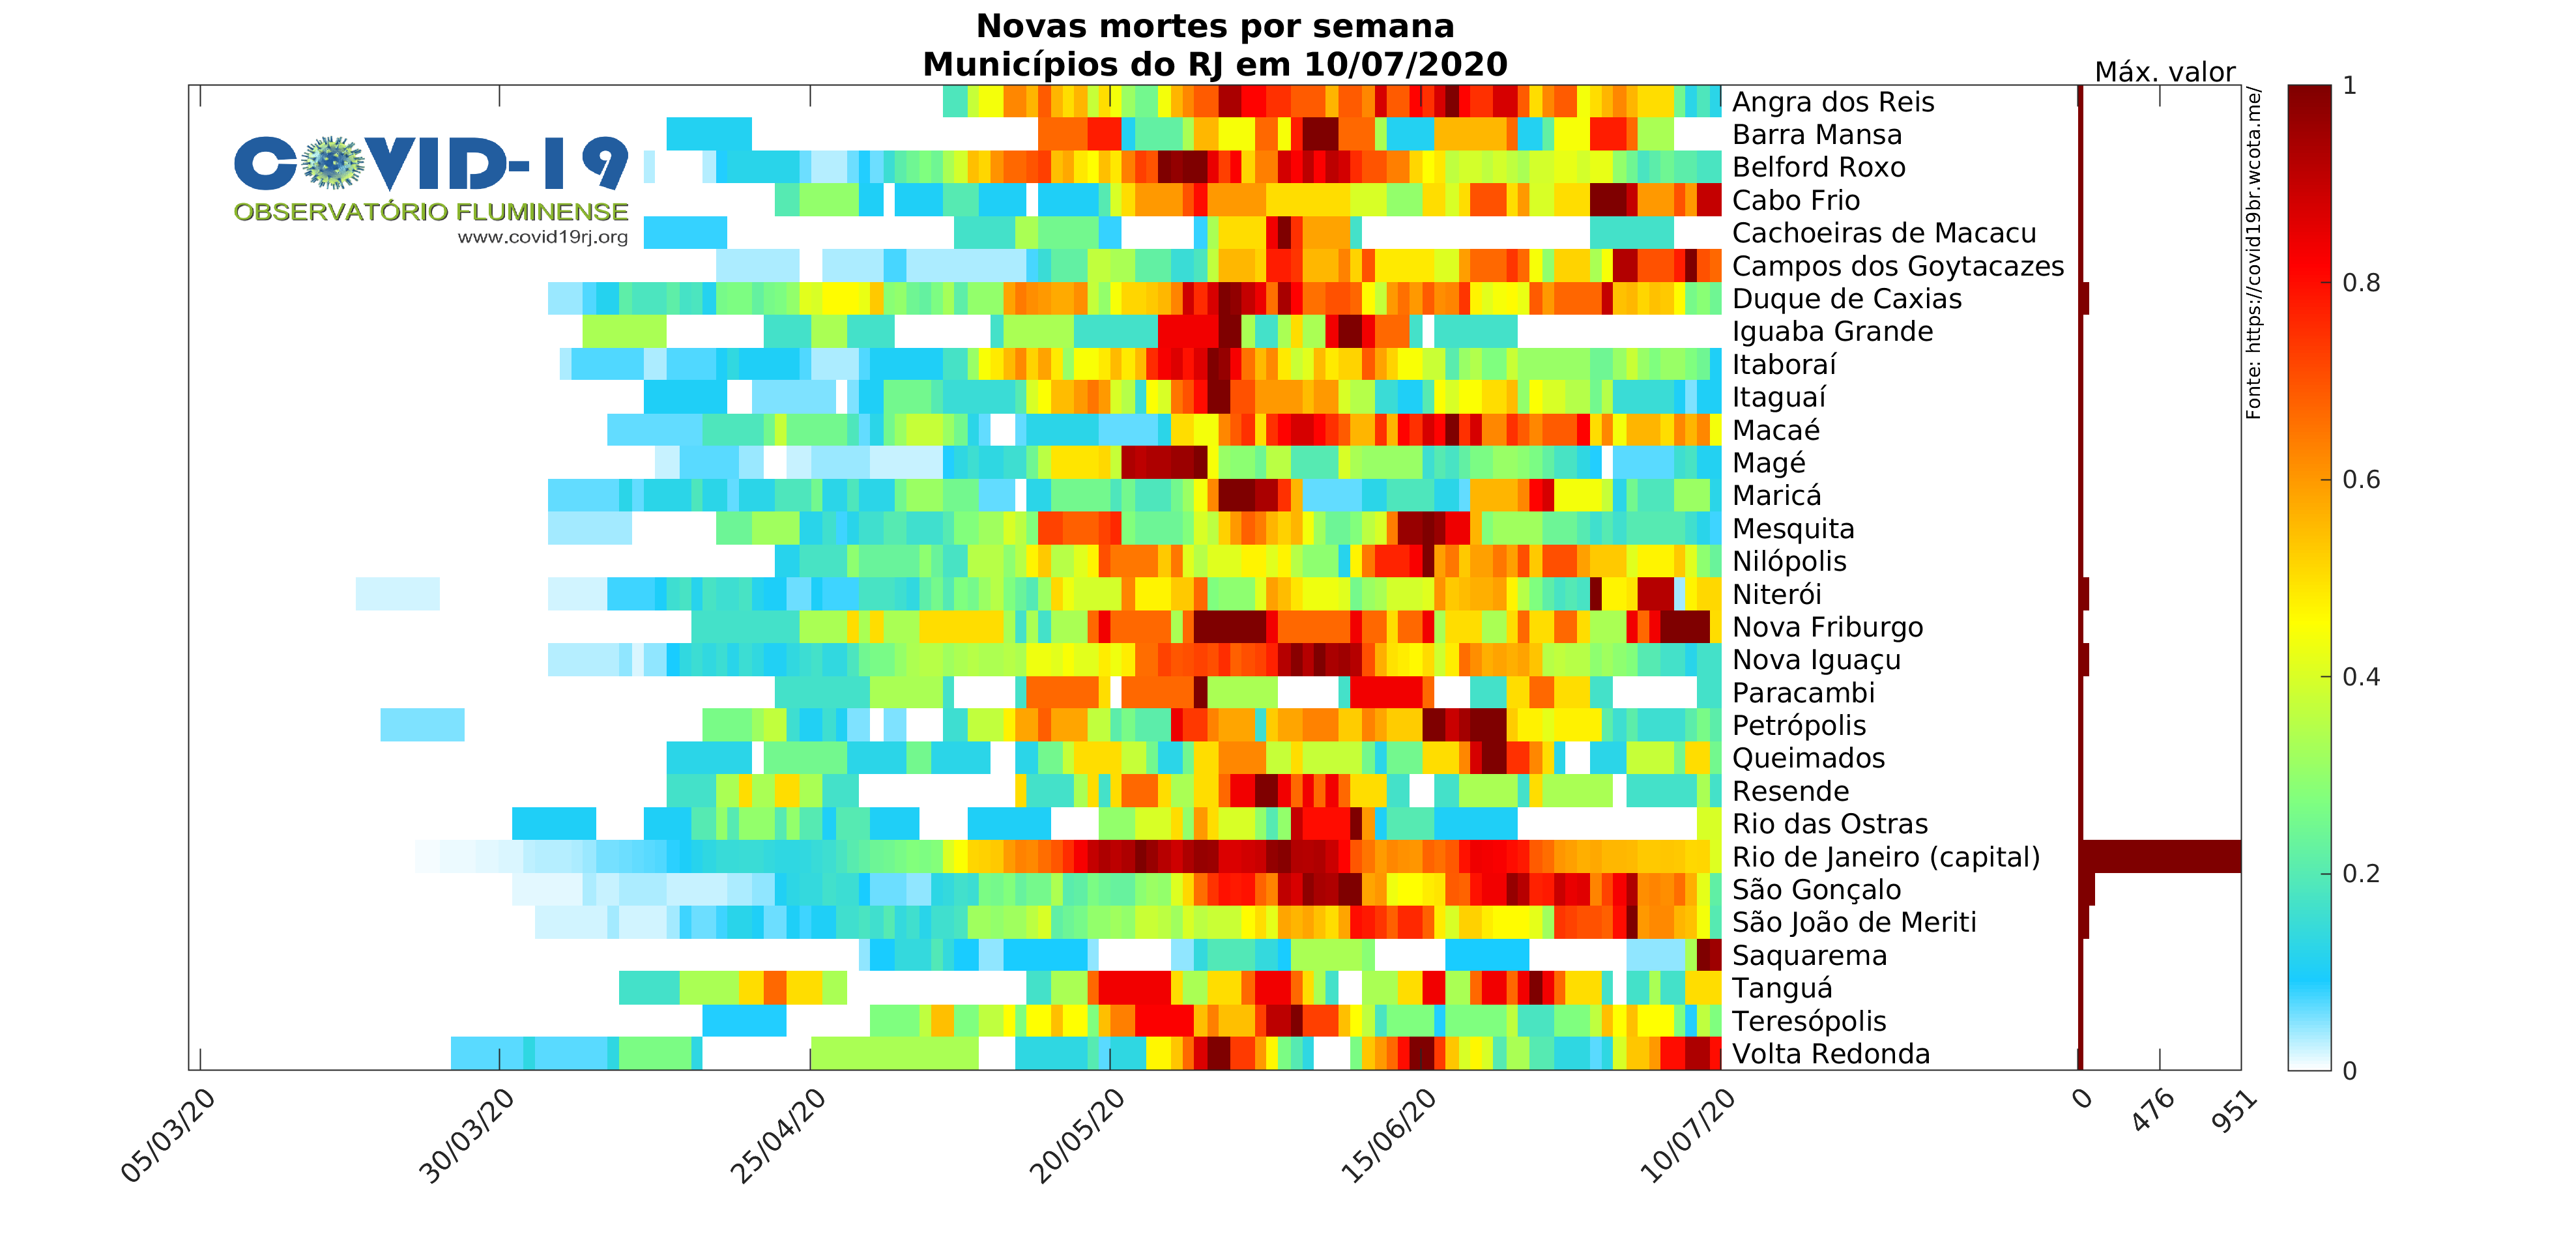 Novas mortes por semana
Municípios do RJ em 10/07/2020
Máx. valor
COVID-19
OBSERVATÓRIO FLUMINENSE
www.covid19rj.org
Angra dos Reis
Barra Mansa
Belford Roxo
Cabo Frio
Cachoeiras de Macacu
Campos dos Goytacazes
Duque de Caxias
Iguaba Grande
Itaboraí
Itaguaí
Macaé
Magé
Maricá
Mesquita
Nilópolis
Niterói
Nova Friburgo
Nova Iguaçu
Paracambi
Petrópolis
Queimados
Resende
Rio das Ostras
Rio de Janeiro (capital)
São Gonçalo
São João de Meriti
Saquarema
Tanguá
Teresópolis
Volta Redonda
Fonte: https://covid19br.wcota.me/
1
0.8
0.6
0.4
0.2
0
05/03/20
30/03/20
25/04/20
20/05/20
15/06/20
10/07/20
0
476
951